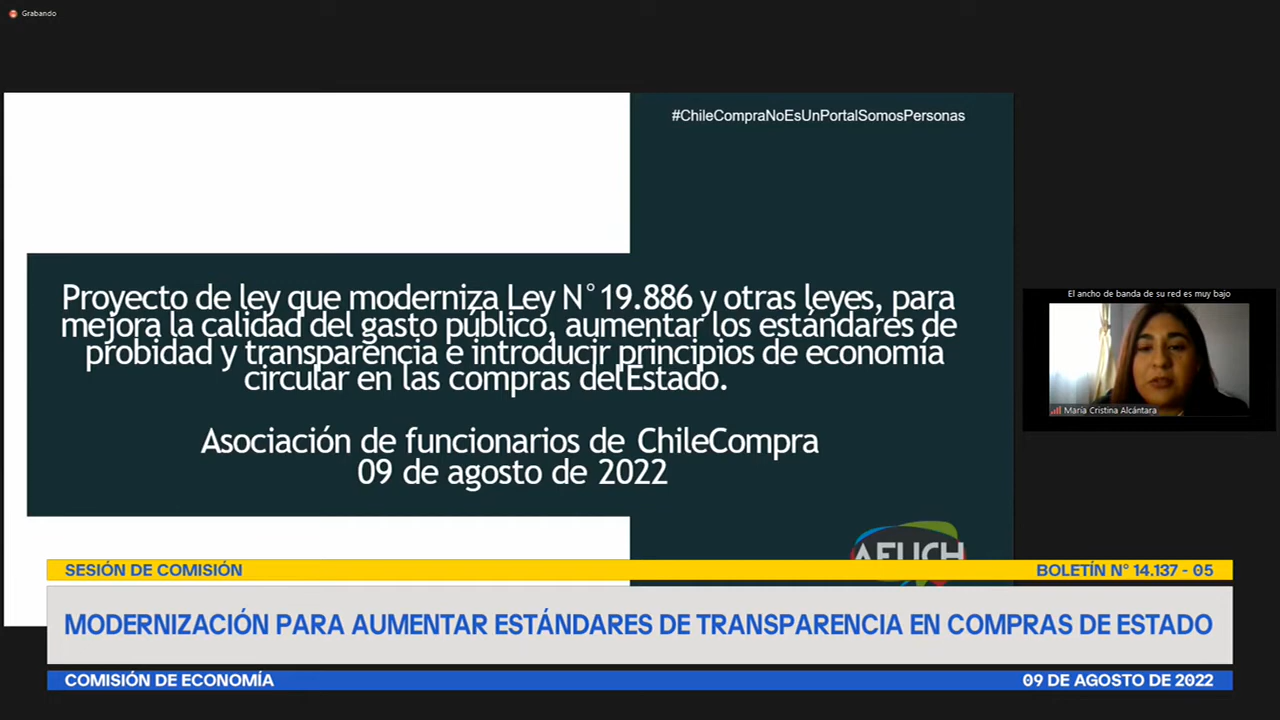 Grabando
#ChileCompraNoEsUnPortalSomosPersonas
Proyecto de ley que moderniza Ley N°19.886 y otras leyes, para
mejora la calidad del gasto público, aumentar los estándares de
probidad y transparencia e introducir principios de economía
circular en las compras del Estado.
Asociación de funcionarios de ChileCompra
09 de agosto de 2022
El ancho de banda de su red es muy bajo
María Cristina Alcántara
AFUCH
SESIÓN DE COMISIÓN
BOLETÍN N° 14.137 - 05
MODERNIZACIÓN PARA AUMENTAR ESTÁNDARES DE TRANSPARENCIA EN COMPRAS DE ESTADO
COMISIÓN DE ECONOMÍA
09 DE AGOSTO DE 2022